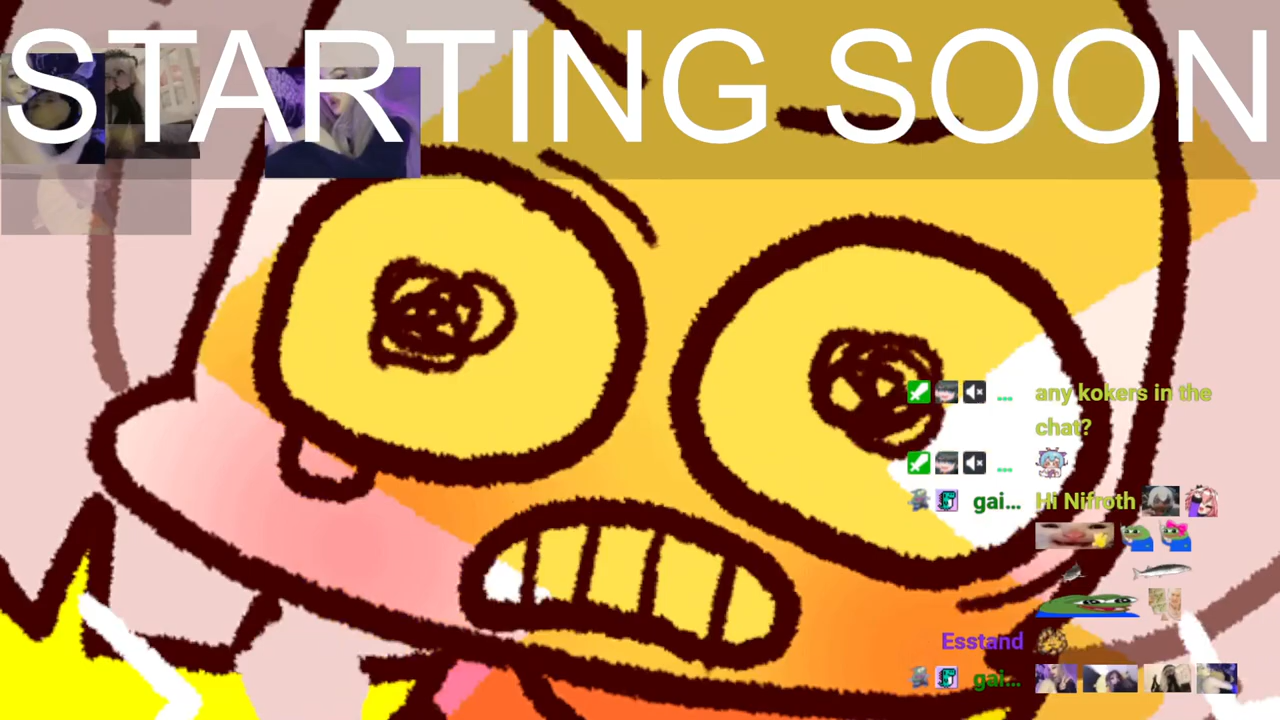 STARTING SOON
... any kokers in the
chat?
...
gai... Hi Nifroth
Esstand
gai...